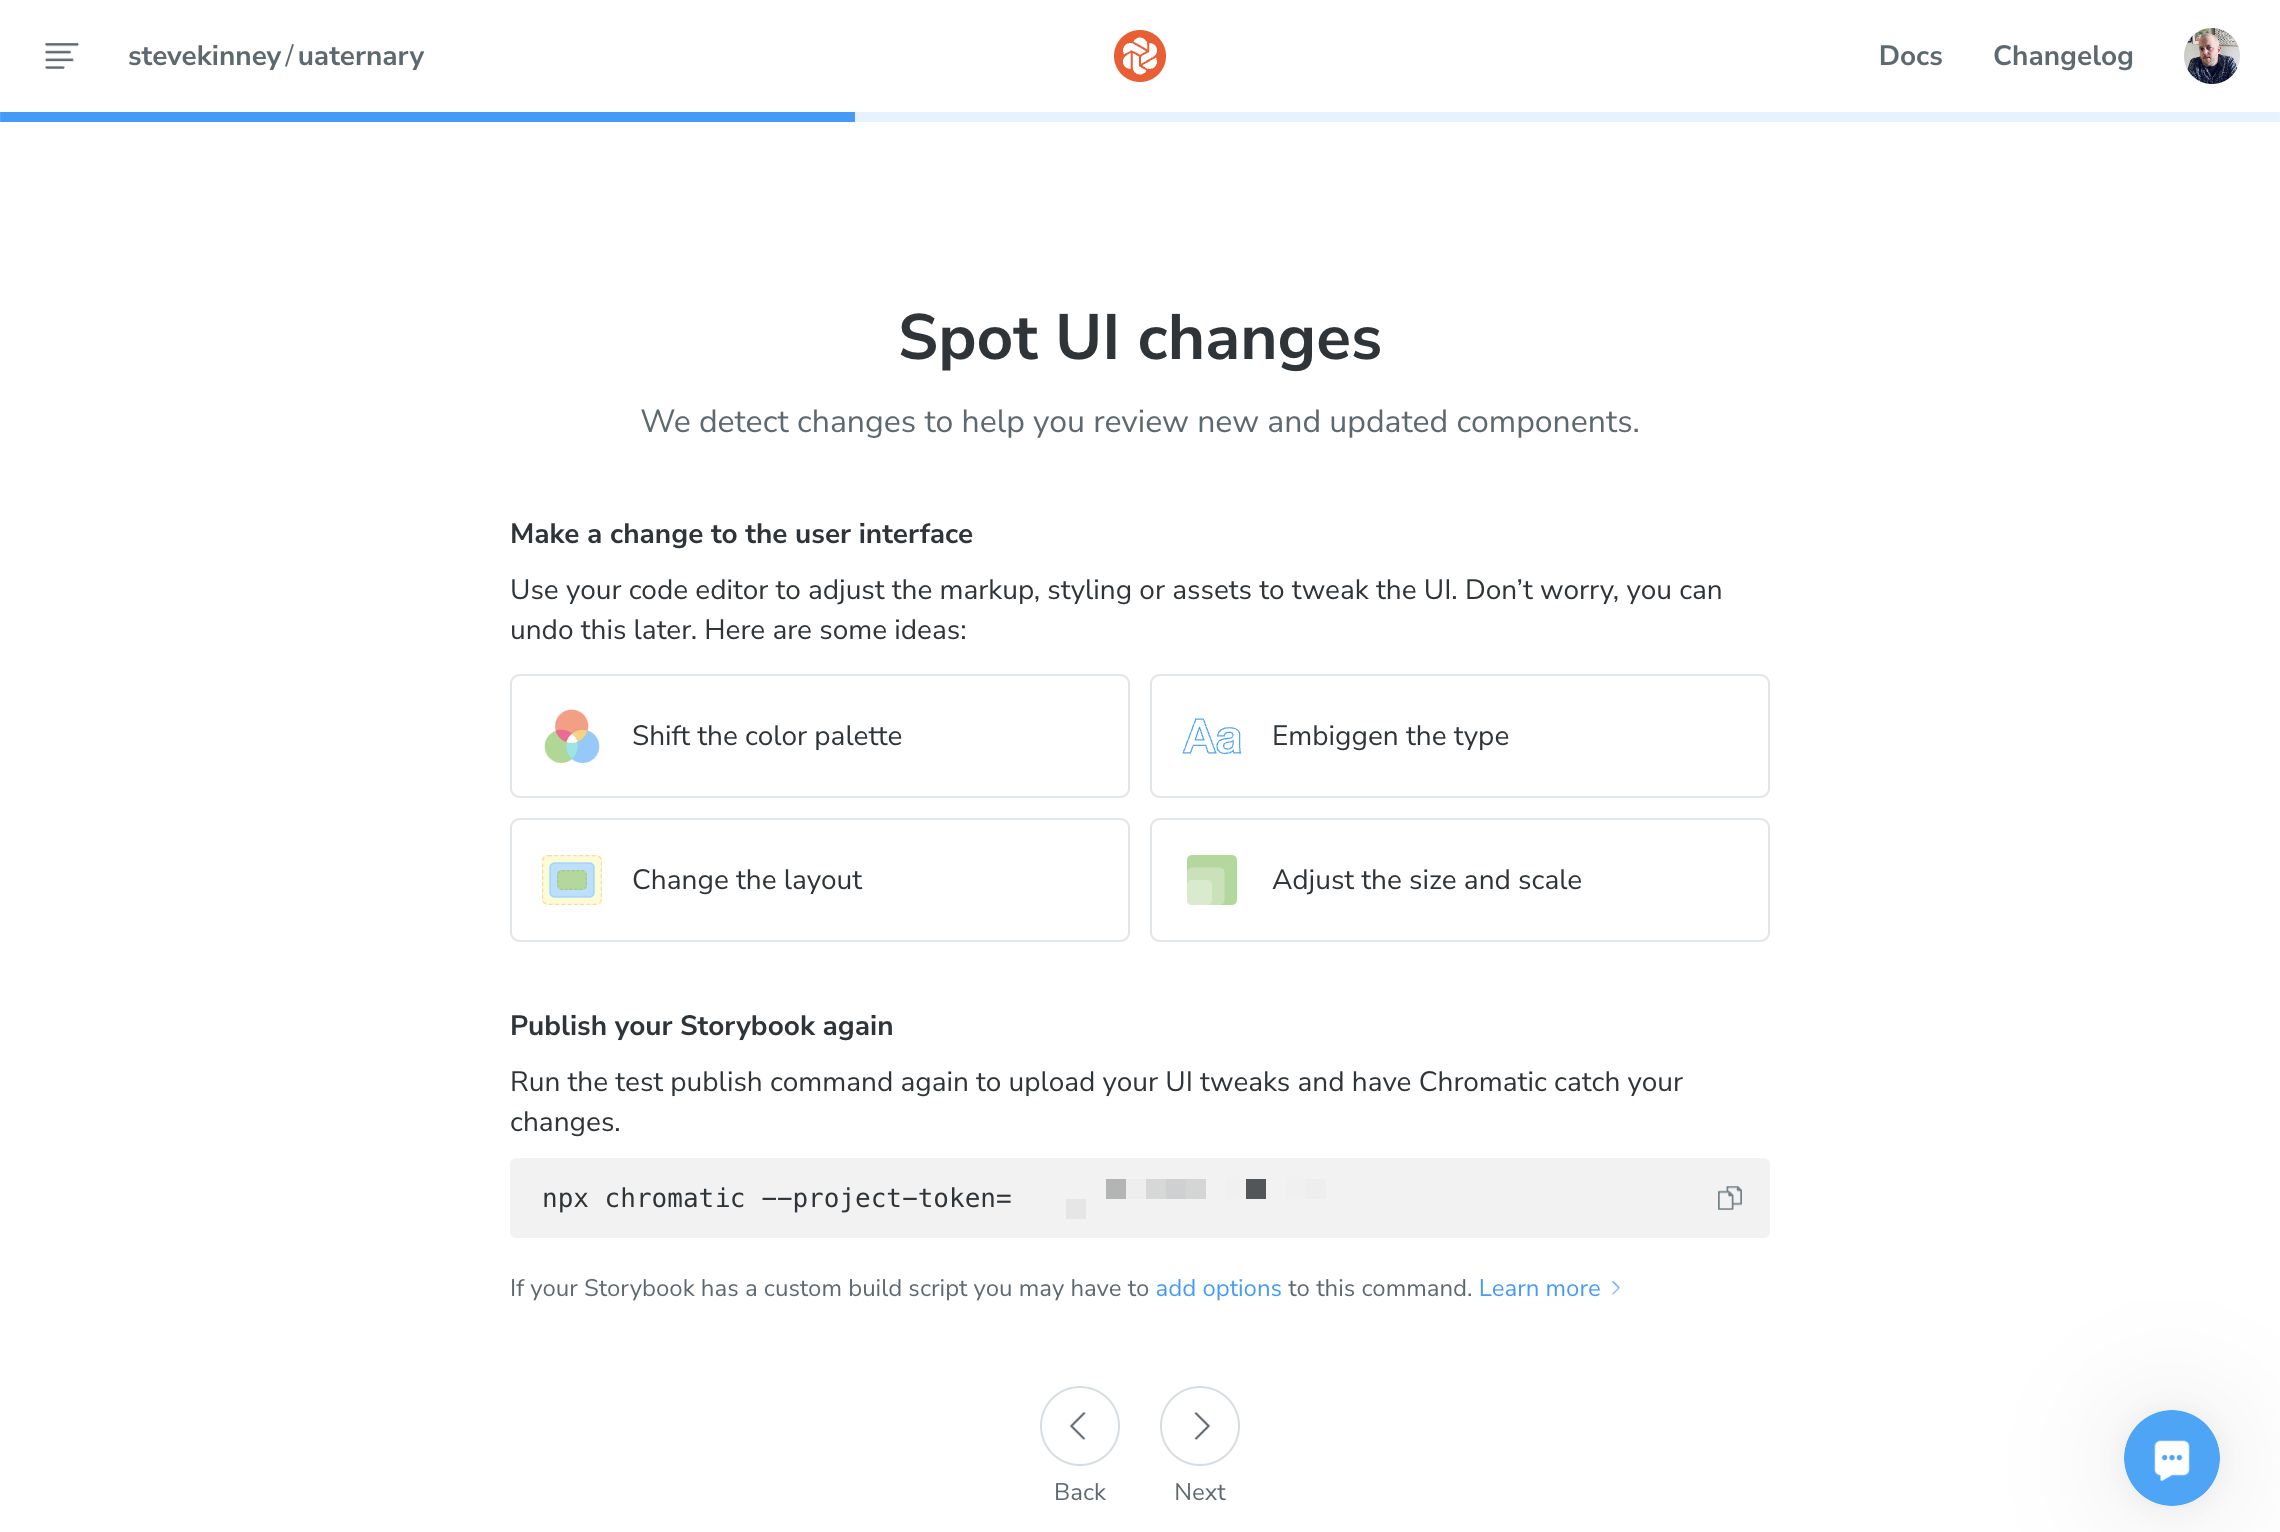 stevekinney / uaternary
Docs
Changelog
Spot UI changes
We detect changes to help you review new and updated components.
Make a change to the user interface
Use your code editor to adjust the markup, styling or assets to tweak the UI. Don’t worry, you can
undo this later. Here are some ideas:
Shift the color palette
Aa
Embiggen the type
Change the layout
Adjust the size and scale
Publish your Storybook again
Run the test publish command again to upload your UI tweaks and have Chromatic catch your
changes.
npx chromatic --project-token=
If your Storybook has a custom build script you may have to add options to this command. Learn more
Back
Next